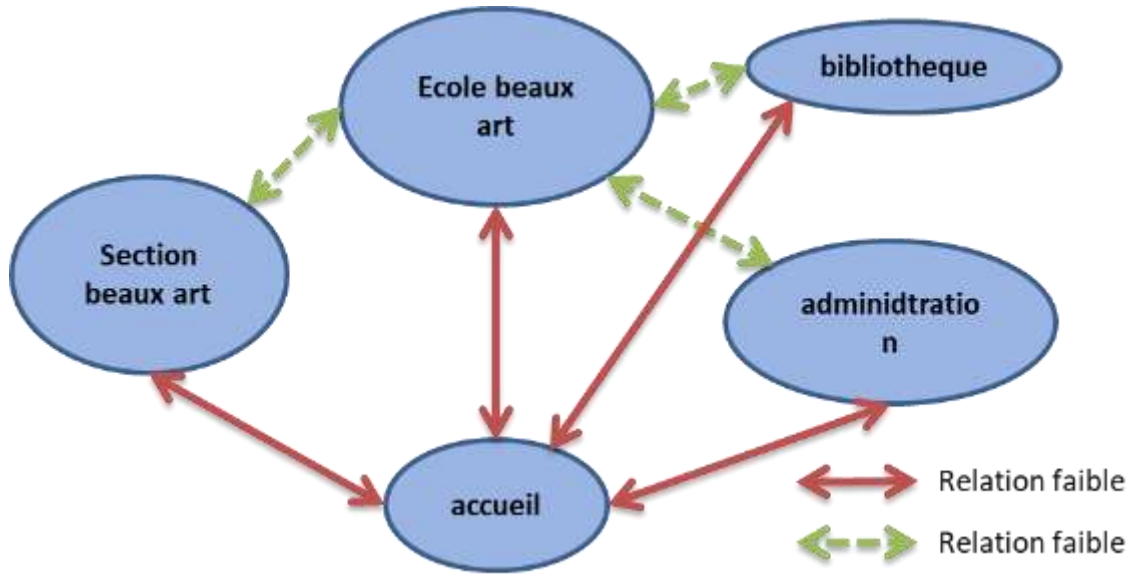 Ecole beaux
art
bibliotheque
Section
beaux art
adminidtratio
n
accueil
Relation faible
Relation faible